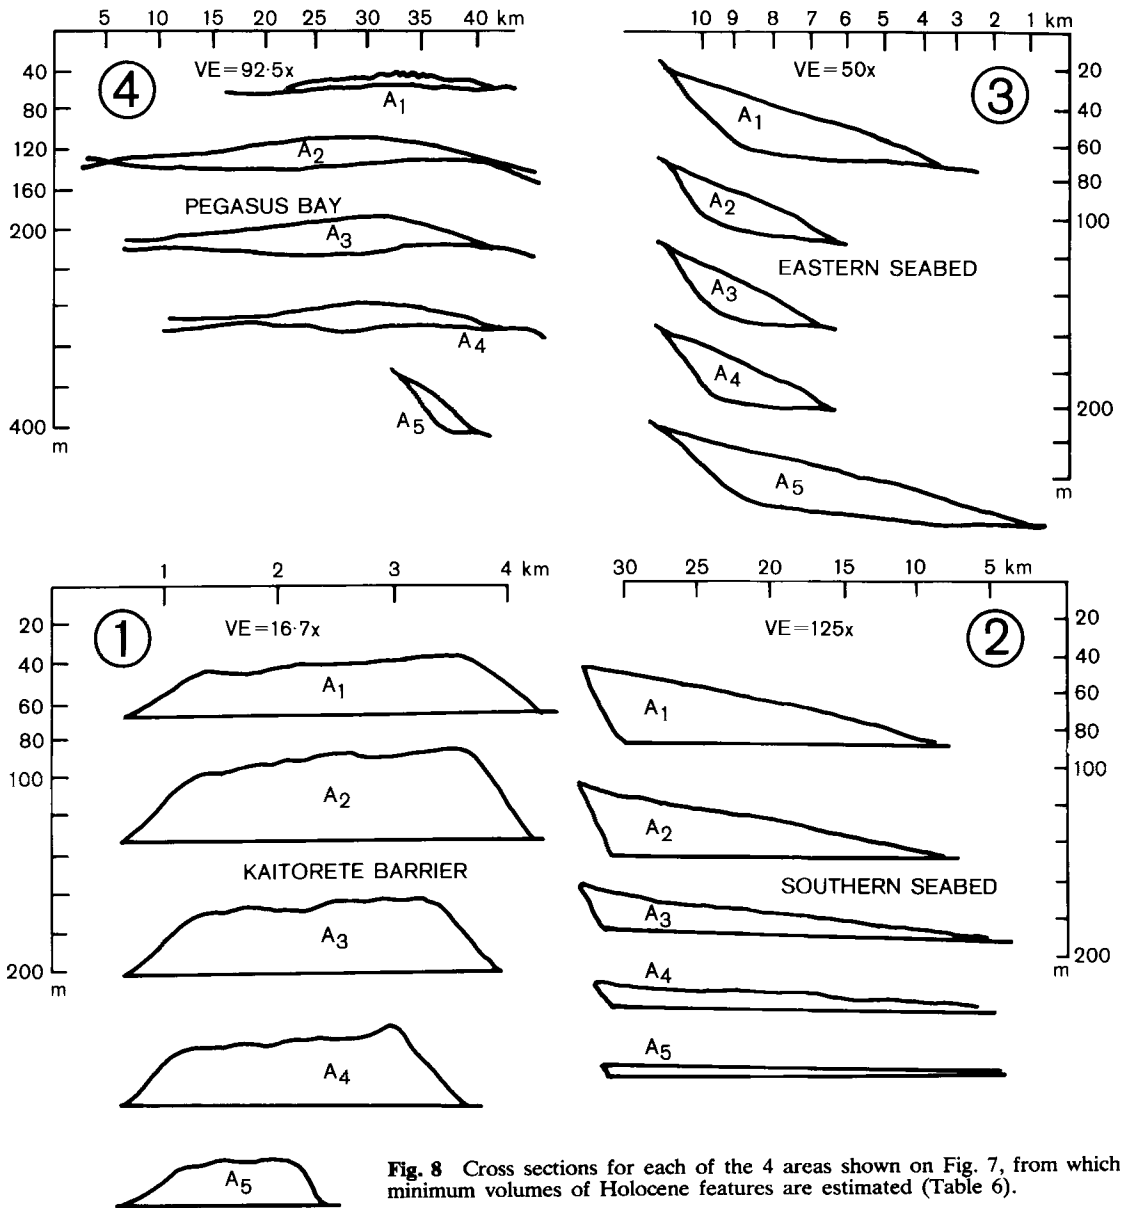 5 10 15 20 25 30 35 40 km
40
80
120
160
200
400
m
4
VE=92·5x
A1
A2
PEGASUS BAY
A3
A4
A5
10 9 8 7 6 5 4 3 2 1 km
20
40
60
80
100
200
m
VE=50x
3
A1
A2
EASTERN SEABED
A3
A4
A5
1 2 3 4 km
20
40
60
80
100
200
m
1
VE=16·7x
A1
A2
KAITORETE BARRIER
A3
A4
A5
30 25 20 15 10 5 km
20
40
60
80
100
200
m
VE=125x
2
A1
A2
SOUTHERN SEABED
A3
A4
A5
Fig. 8 Cross sections for each of the 4 areas shown on Fig. 7, from which
minimum volumes of Holocene features are estimated (Table 6).